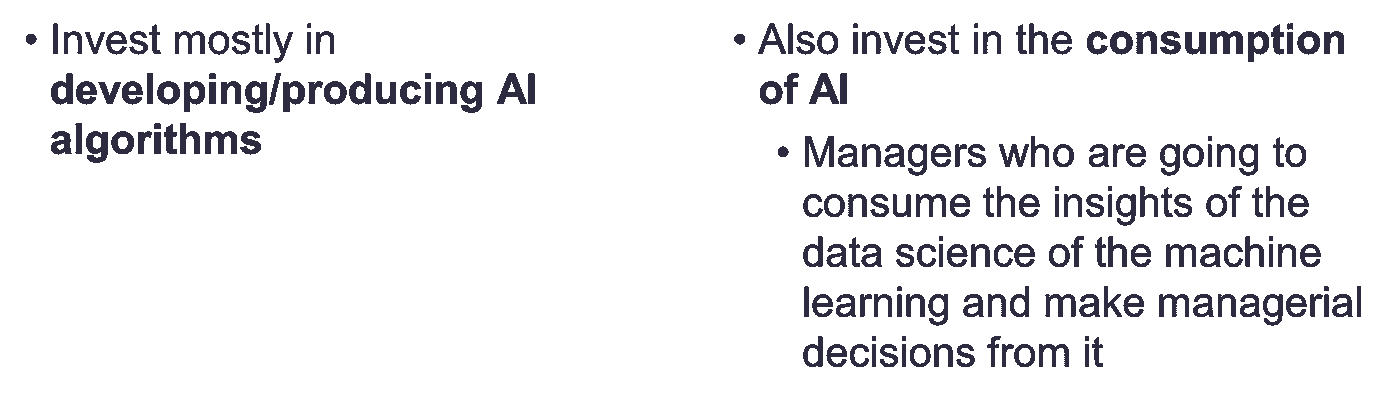 • Invest mostly in
developing/producing AI
algorithms
• Also invest in the consumption
of AI
• Managers who are going to
consume the insights of the
data science of the machine
learning and make managerial
decisions from it